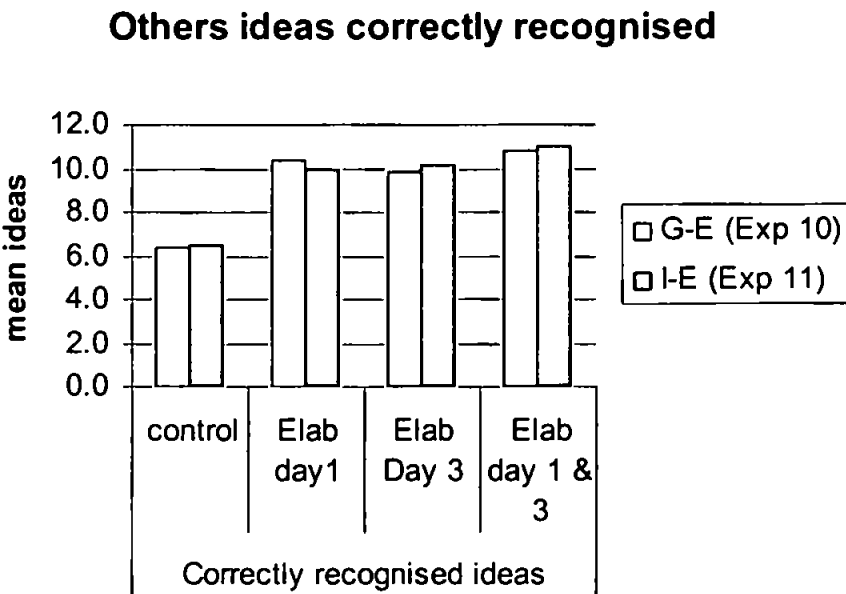 Others ideas correctly recognised
12.0
10.0
8.0
6.0
4.0
2.0
0.0
mean ideas
control
Elab
day1
Elab
Day 3
Elab
day 1 &
3
Correctly recognised ideas
G-E (Exp 10)
I-E (Exp 11)